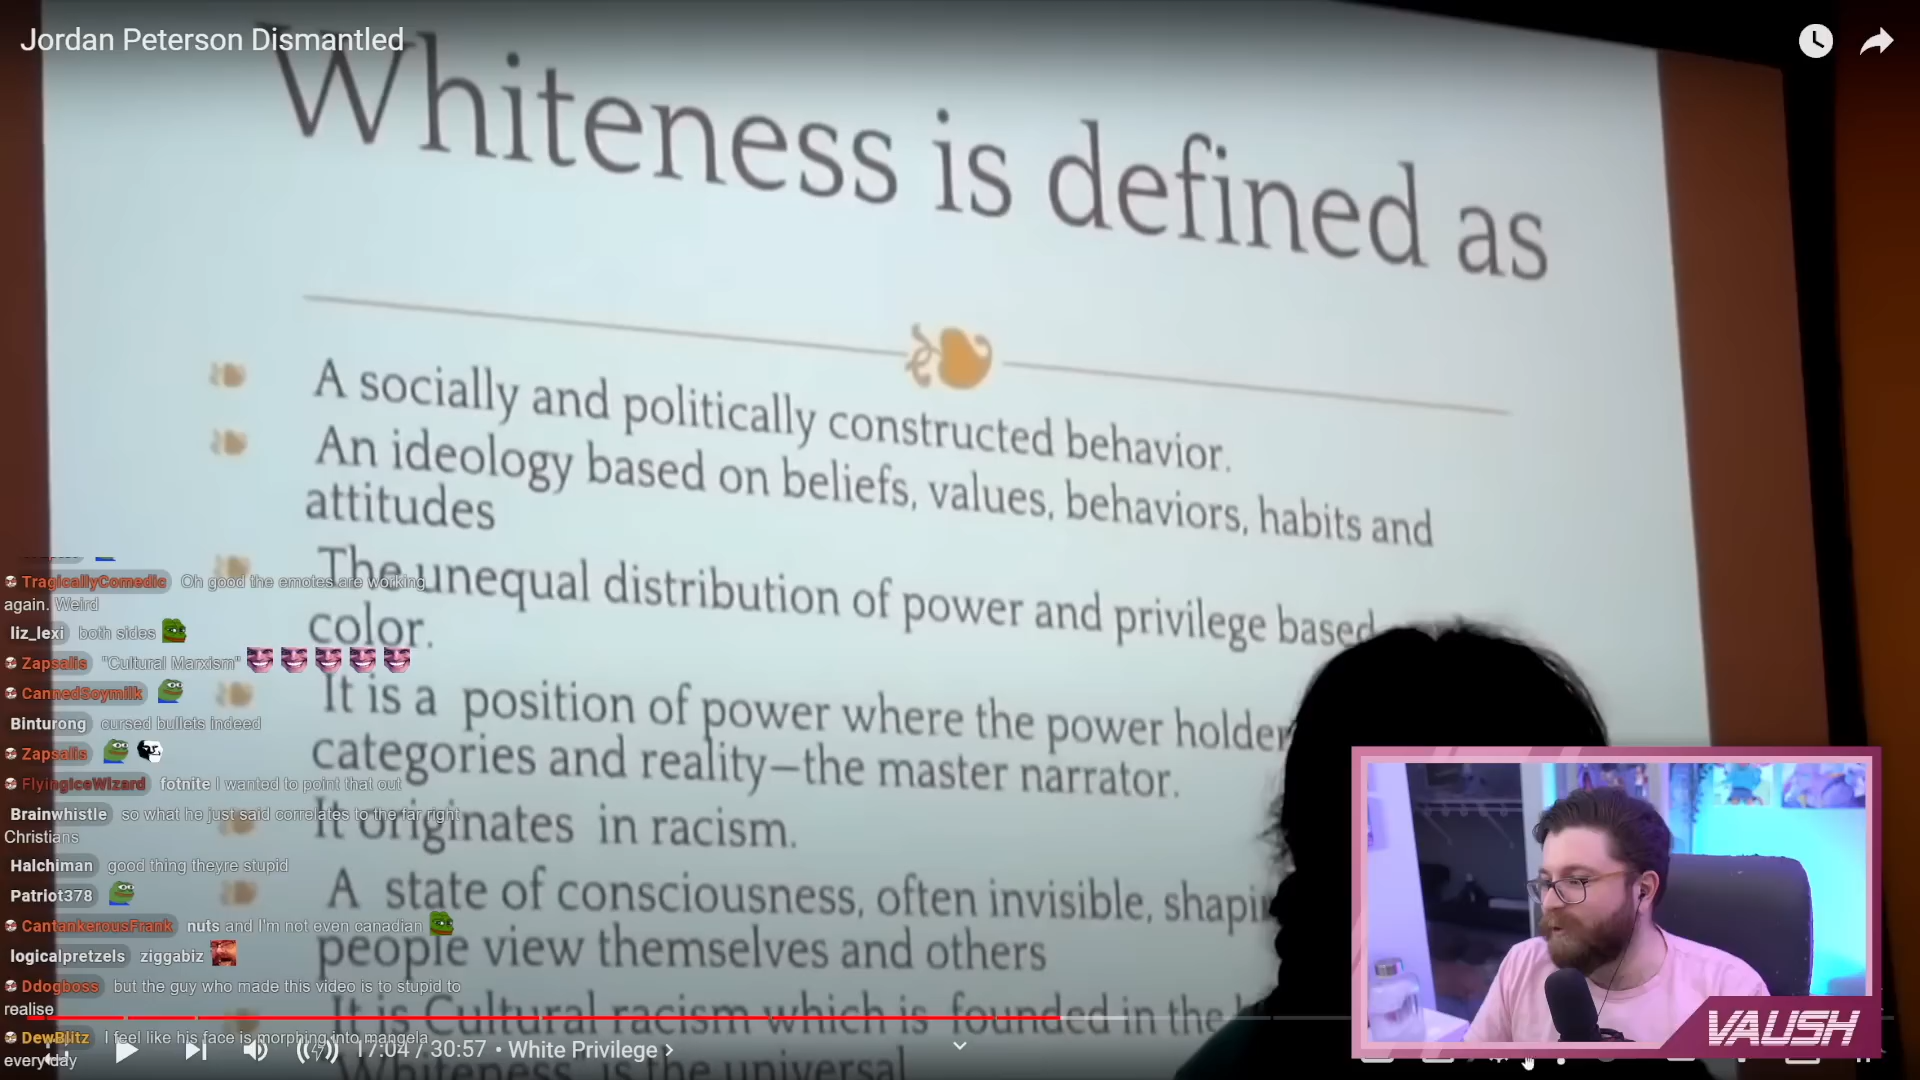 Jordan Peterson Dismantled
Whiteness is defined as
A socially and politically constructed behavior.
An ideology based on beliefs, values, behaviors, habits and
attitudes
The unequal distribution of power and privilege based
color.
It is a position of power where the power holder
categories and reality—the master narrator.
It originates in racism.
A state of consciousness, often invisible, shapi
people view themselves and others
It is Cultural racism which is founded in the
Whiteness is the universal
TragicallyComedic Oh good the emotes are working
again. Weird
liz_lexi both sides
Zapsalis "Cultural Marxism"
CannedSoymilk
Binturong cursed bullets indeed
Zapsalis
FlyingIceWizard fotnite I wanted to point that out
Brainwhistle so what he just said correlates to the far right
Christians
Halchiman good thing theyre stupid
Patriot378
CantankerousFrank nuts and I'm not even canadian
logicalpretzels ziggabiz
Ddogboss but the guy who made this video is to stupid to
realise
DewBlitz I feel like his face is morphing into mangela
everyday
17:04 / 30:57 • White Privilege >
VAUSH